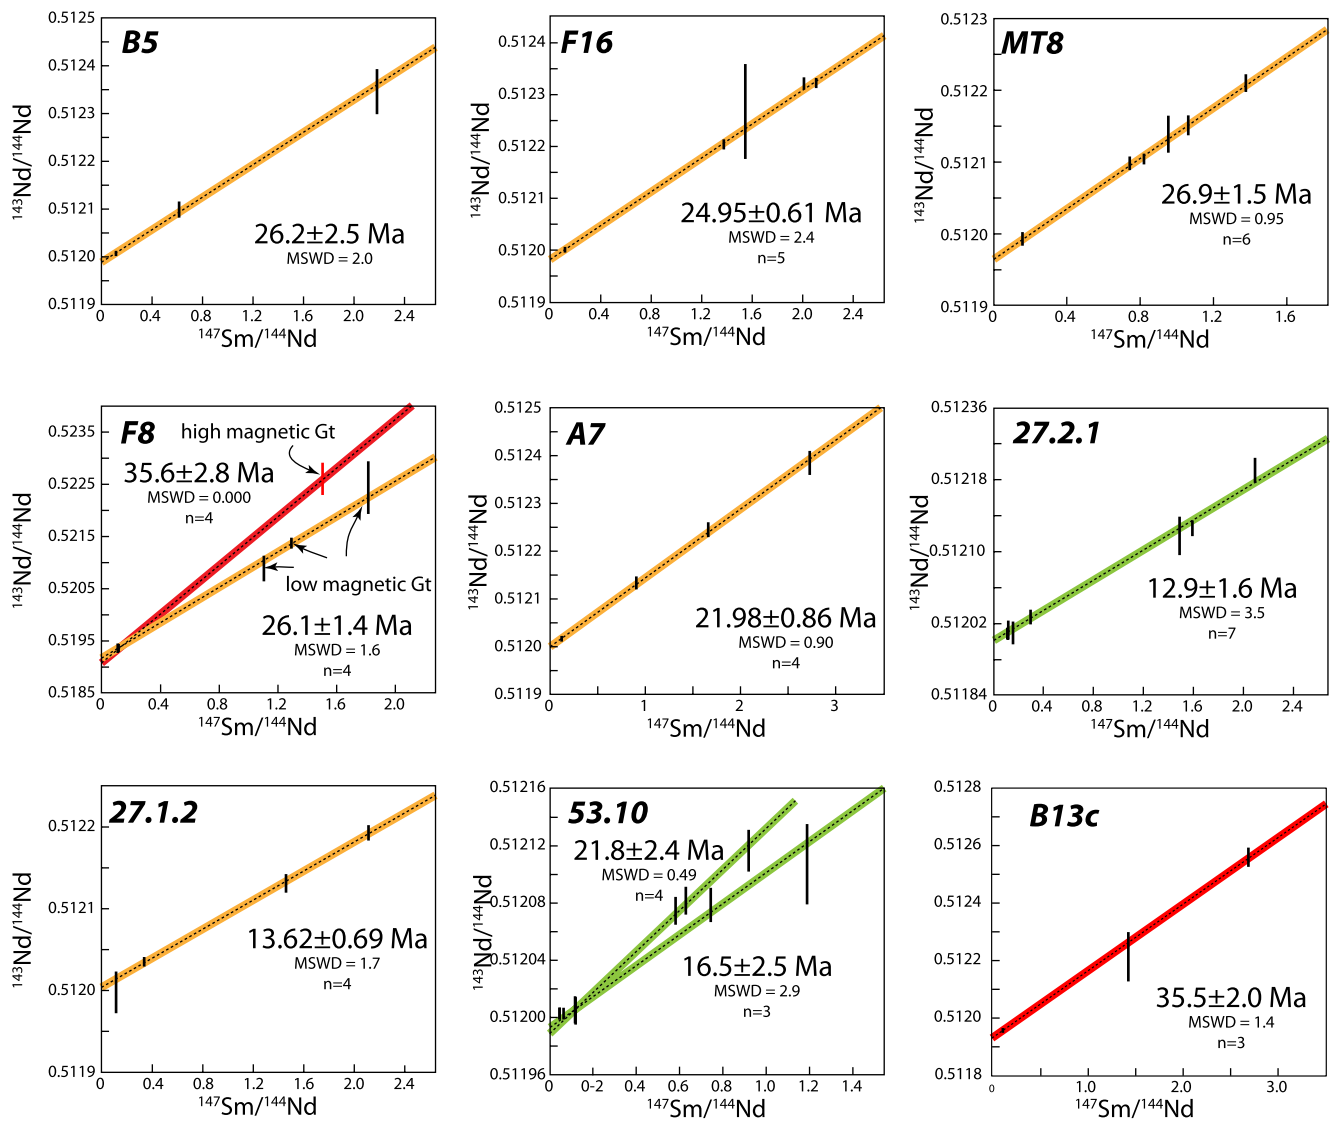 B5
0.5125
0.5124
0.5123
0.5122
0.5121
0.5120
0.5119
143Nd/144Nd
26.2±2.5 Ma
MSWD = 2.0
0 0.4 0.8 1.2 1.6 2.0 2.4
147Sm/144Nd
F16
0.5124
0.5123
0.5122
0.5121
0.5120
0.5119
143Nd/144Nd
24.95±0.61 Ma
MSWD = 2.4
n=5
0 0.4 0.8 1.2 1.6 2.0 2.4
147Sm/144Nd
MT8
0.5123
0.5122
0.5121
0.5120
0.5119
143Nd/144Nd
26.9±1.5 Ma
MSWD = 0.95
n=6
0 0.4 0.8 1.2 1.6
147Sm/144Nd
F8
0.5235
0.5225
0.5215
0.5205
0.5195
0.5185
143Nd/144Nd
high magnetic Gt
35.6±2.8 Ma
MSWD = 0.000
n=4
low magnetic Gt
26.1±1.4 Ma
MSWD = 1.6
n=4
0 0.4 0.8 1.2 1.6 2.0
147Sm/144Nd
A7
0.5125
0.5124
0.5123
0.5122
0.5121
0.5120
0.5119
143Nd/144Nd
21.98±0.86 Ma
MSWD = 0.90
n=4
0 1 2 3
147Sm/144Nd
27.2.1
0.51236
0.51218
0.51210
0.51202
0.51184
143Nd/144Nd
12.9±1.6 Ma
MSWD = 3.5
n=7
0 0.4 0.8 1.2 1.6 2.0 2.4
147Sm/144Nd
27.1.2
0.5122
0.5121
0.5120
0.5119
143Nd/144Nd
13.62±0.69 Ma
MSWD = 1.7
n=4
0 0.4 0.8 1.2 1.6 2.0 2.4
147Sm/144Nd
53.10
0.51216
0.51212
0.51208
0.51204
0.51200
0.51196
143Nd/144Nd
21.8±2.4 Ma
MSWD = 0.49
n=4
16.5±2.5 Ma
MSWD = 2.9
n=3
0 0-2 0.4 0.6 0.8 1.0 1.2 1.4
147Sm/144Nd
B13c
0.5128
0.5126
0.5124
0.5122
0.5120
0.5118
143Nd/144Nd
35.5±2.0 Ma
MSWD = 1.4
n=3
0 1.0 2.0 3.0
147Sm/144Nd